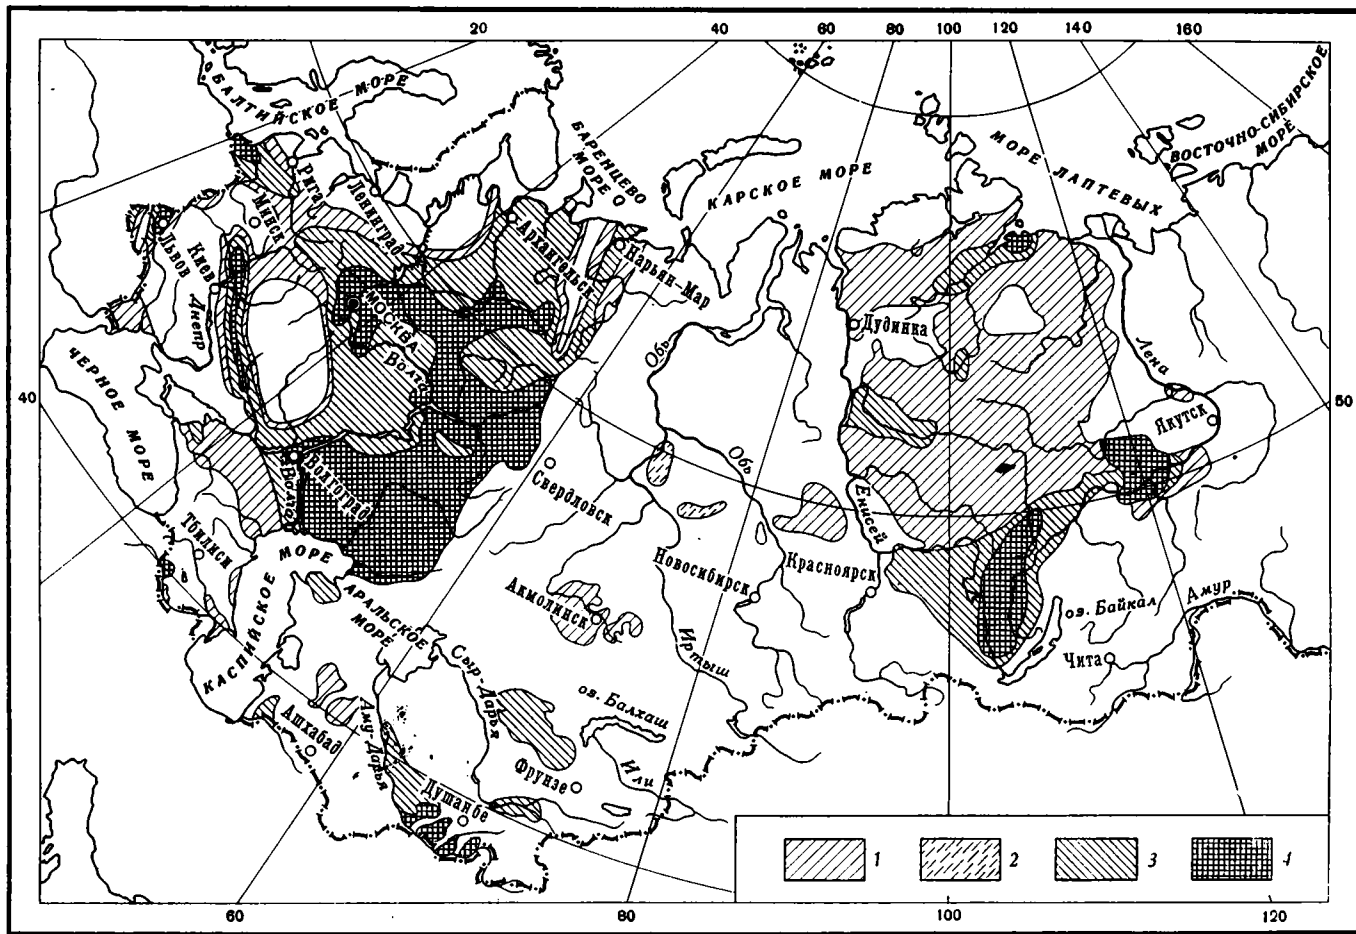 20
40
60
80
100
120
140
160
БАЛТИЙСКОЕ МОРЕ
БАРЕНЦЕВО
МОРЕ
КАРСКОЕ МОРЕ
МОРЕ ЛАПТЕВЫХ
ВОСТОЧНО-СИБИРСКОЕ
МОРЕ
Рига
Ленинград
Минск
Львов
Киев
Днепр
Архангельск
Нарьян-Мар
МОСКВА
Волга
Дудинка
Обь
Лена
Якутск
40
50
ЧЕРНОЕ МОРЕ
Волгоград
Волга
Свердловск
Обь
Енисей
Тбилиси
Новосибирск
Красноярск
Акмолинск
оз. Байкал
Амур
Чита
КАСПИЙСКОЕ МОРЕ
АРАЛЬСКОЕ
МОРЕ
Сыр-Дарья
Иртыш
оз. Балхаш
Ашхабад
Аму-Дарья
Фрунзе
Или
Душанбе
1
2
3
4
60
80
100
120